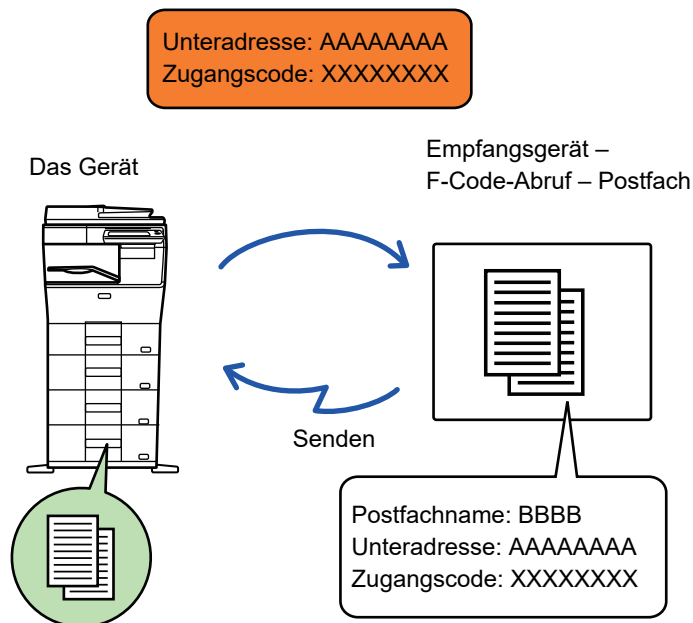 Unteradresse: AAAAAAAA
Zugangscode: XXXXXXXX
Das Gerät
Empfangsgerät –
F-Code-Abruf – Postfach
Senden
Postfachname: BBBB
Unteradresse: AAAAAAAA
Zugangscode: XXXXXXXX